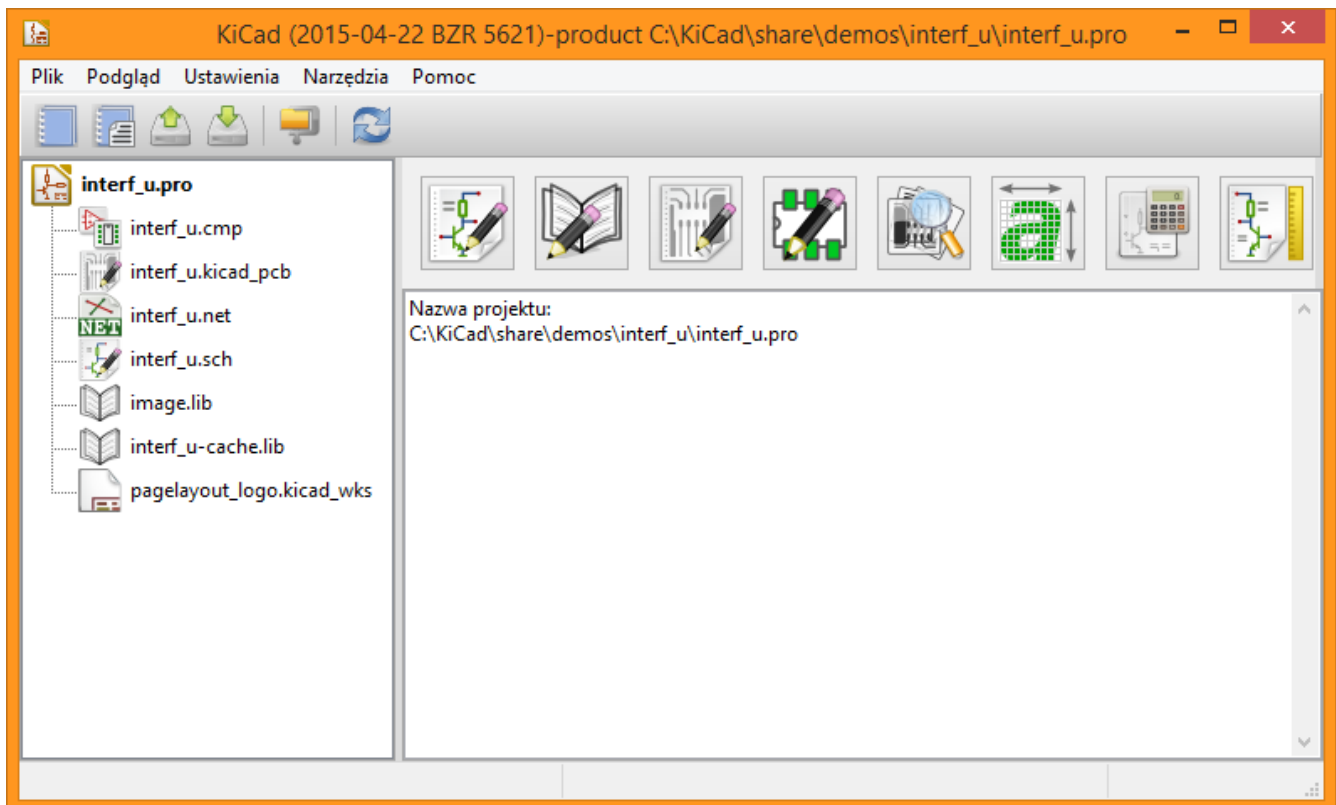 KiCad (2015-04-22 BZR 5621)-product C:\KiCad\share\demos\interf_u\interf_u.pro
Plik Podgląd Ustawienia Narzędzia Pomoc
interf_u.pro
interf_u.cmp
interf_u.kicad_pcb
NET
interf_u.net
interf_u.sch
image.lib
interf_u-cache.lib
pagelayout_logo.kicad_wks
a
Nazwa projektu:
C:\KiCad\share\demos\interf_u\interf_u.pro